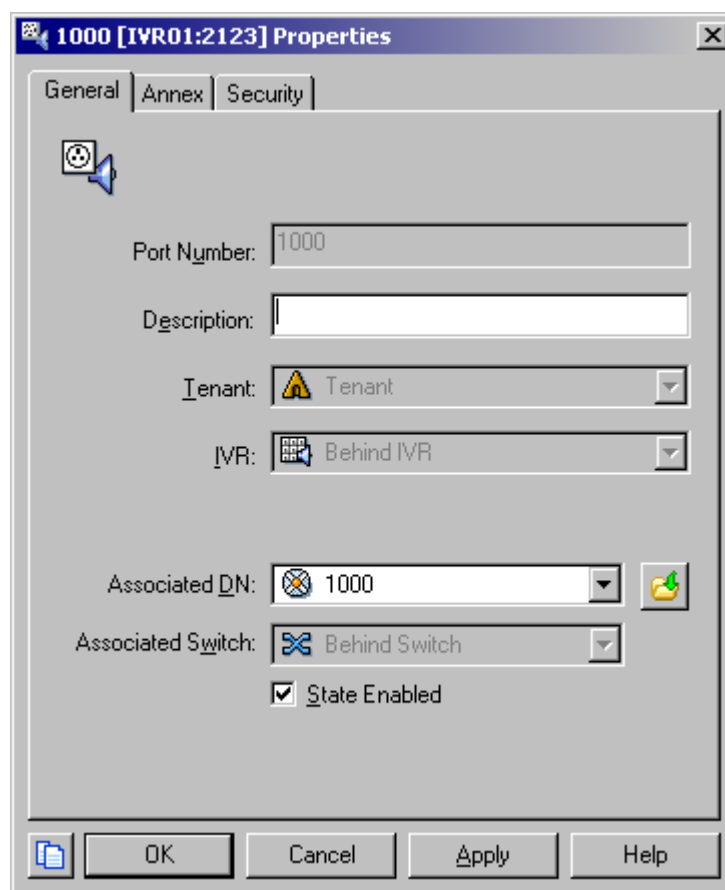 1000 [IVR01:2123] Properties
General Annex Security
Port Number: 1000
Description:
Tenant: Tenant
IVR: Behind IVR
Associated DN: 1000
Associated Switch: Behind Switch
State Enabled
OK Cancel Apply Help